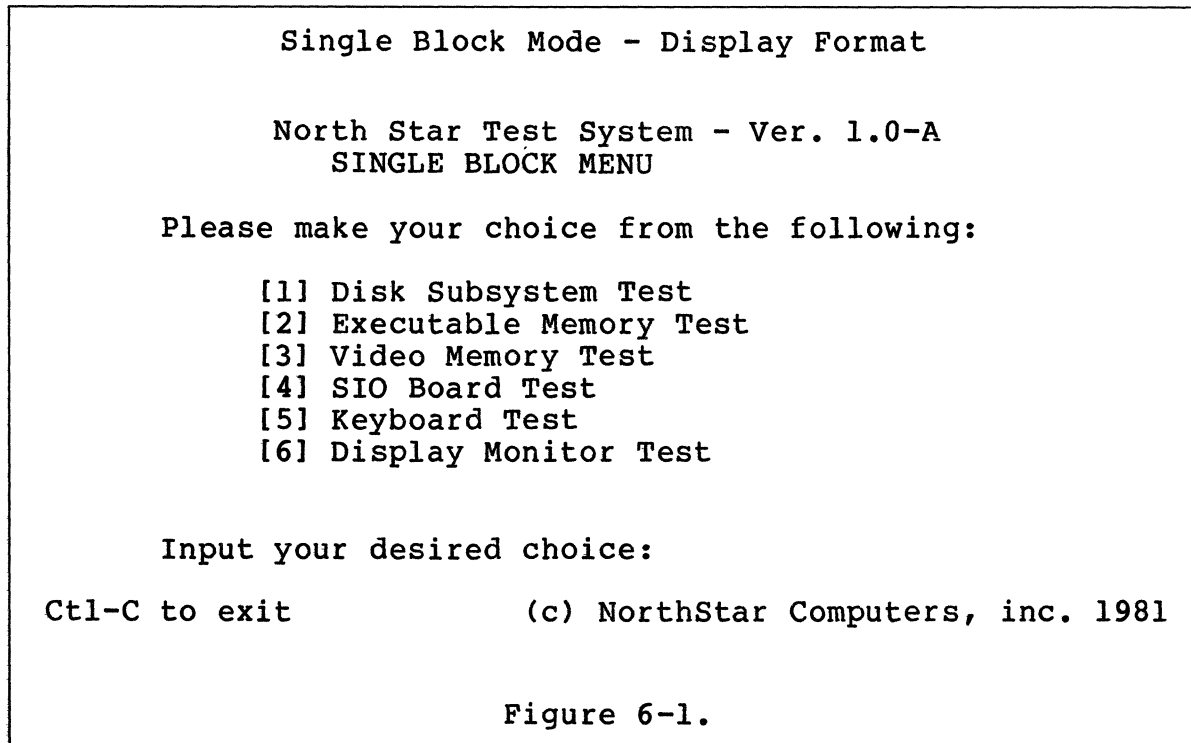 Single Block Mode - Display Format
North Star Test System - Ver. 1.0-A
SINGLE BLOCK MENU
Please make your choice from the following:
[1] Disk Subsystem Test
[2] Executable Memory Test
[3] Video Memory Test
[4] SIO Board Test
[5] Keyboard Test
[6] Display Monitor Test
Input your desired choice:
Ctl-C to exit (c) NorthStar Computers, inc. 1981
Figure 6-1.